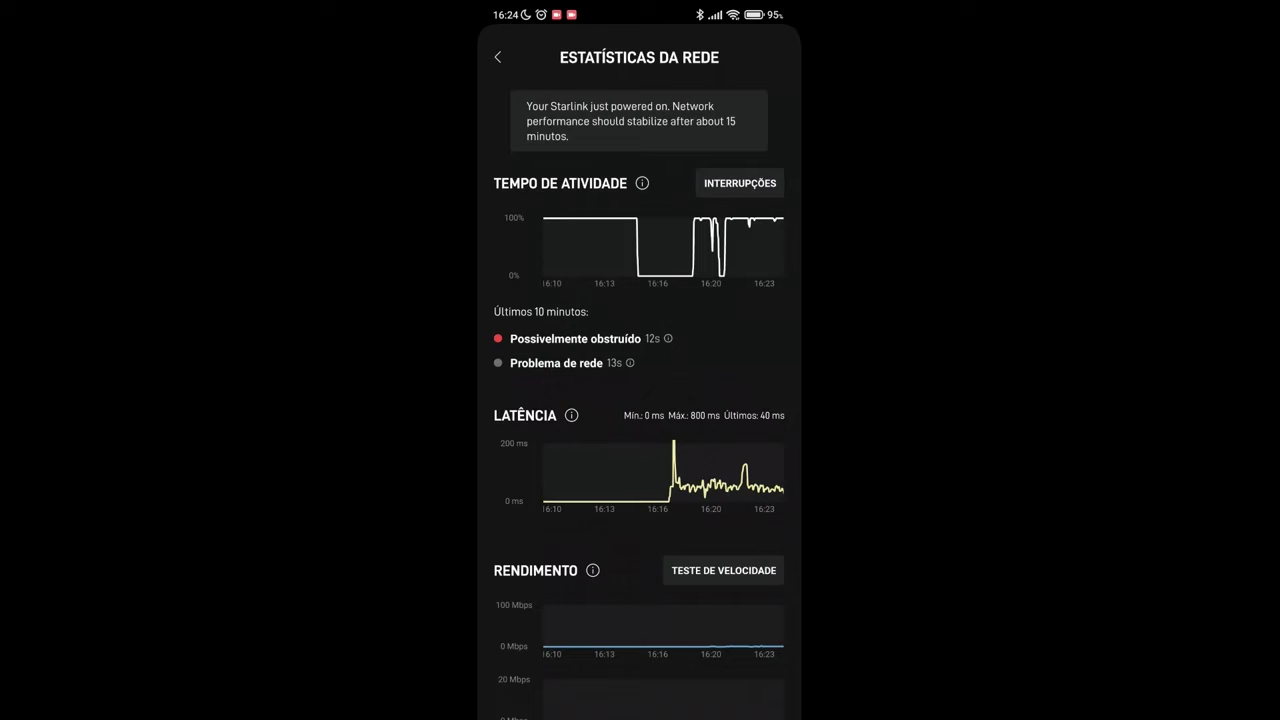 16:24 95%
ESTATÍSTICAS DA REDE
Your Starlink just powered on. Network
performance should stabilize after about 15
minutos.
TEMPO DE ATIVIDADE INTERRUPÇÕES
100%
0%
16:10 16:13 16:16 16:20 16:23
Últimos 10 minutos:
Possivelmente obstruído 12s
Problema de rede 13s
LATÊNCIA Mín.: 0 ms Máx.: 800 ms Últimos: 40 ms
200 ms
0 ms
16:10 16:13 16:16 16:20 16:23
RENDIMENTO TESTE DE VELOCIDADE
100 Mbps
0 Mbps
16:10 16:13 16:16 16:20 16:23
20 Mbps